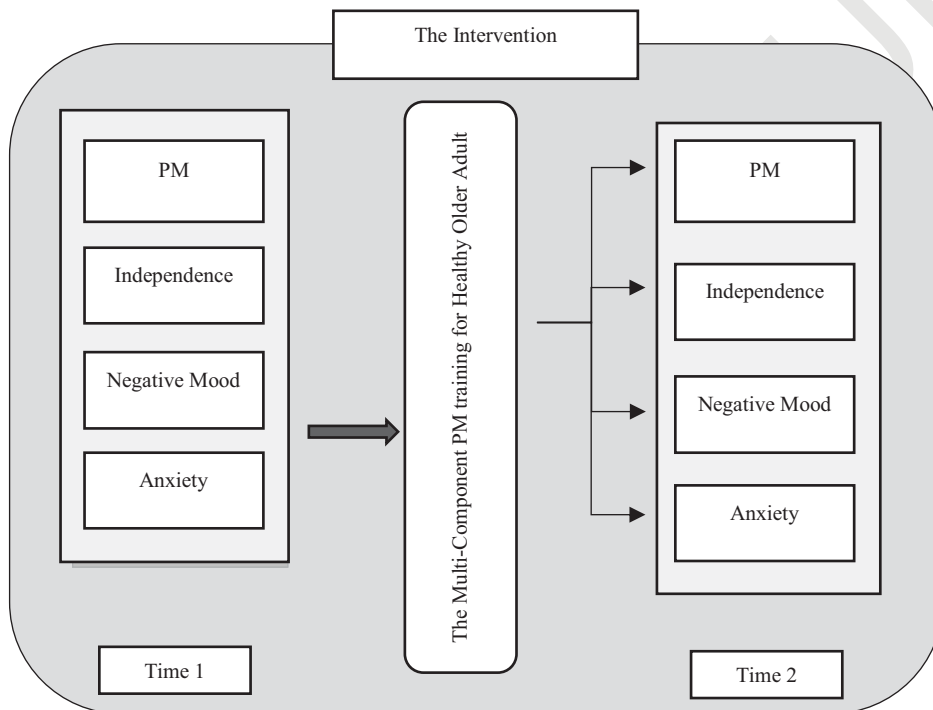 The Intervention
PM
Independence
Negative Mood
Anxiety
Time 1
The Multi-Component PM training for Healthy Older Adult
PM
Independence
Negative Mood
Anxiety
Time 2